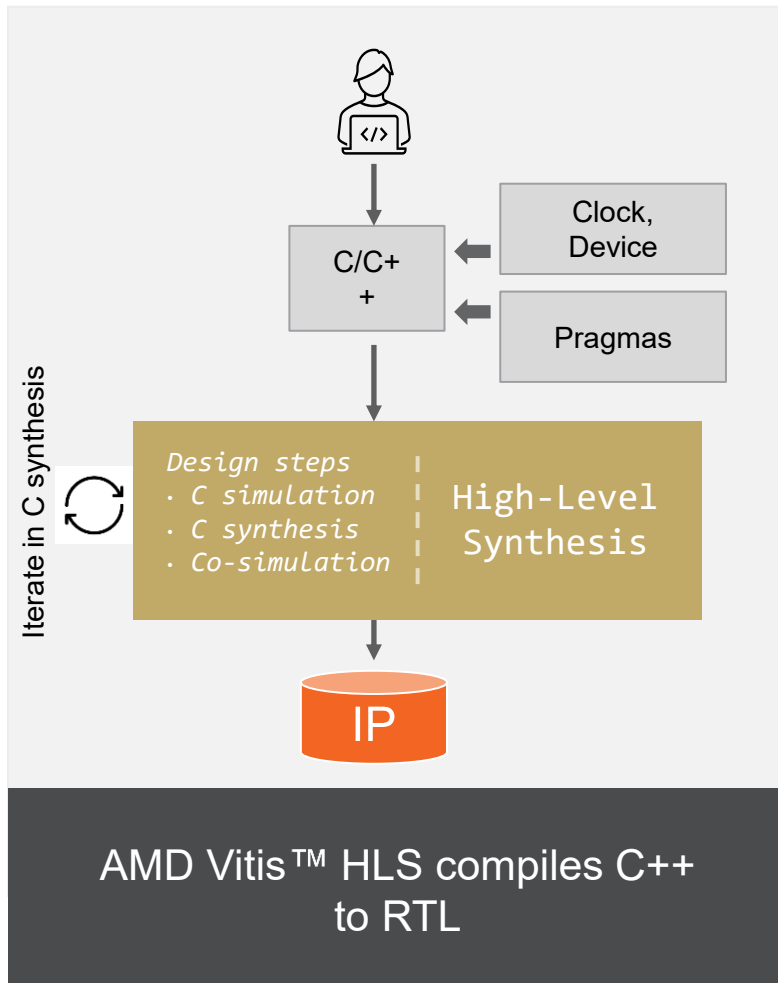 </>
Clock,
Device
C/C+
+
Pragmas
Iterate in C synthesis
Design steps
· C simulation
· C synthesis
· Co-simulation
High-Level
Synthesis
IP
AMD Vitis™ HLS compiles C++
to RTL